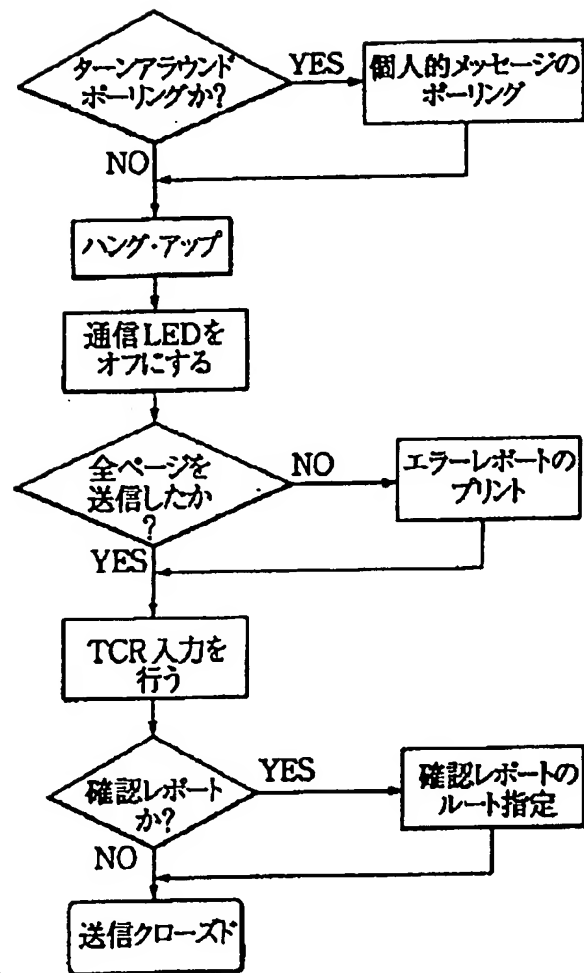 ターンアラウンド
ポーリングか?
YES
個人的メッセージの
ポーリング
NO
ハング・アップ
通信LEDを
オフにする
全ページを
送信したか
?
NO
エラーレポートの
プリント
YES
TCR入力を
行う
確認レポート
か?
YES
確認レポートの
ルート指定
NO
送信クローズド